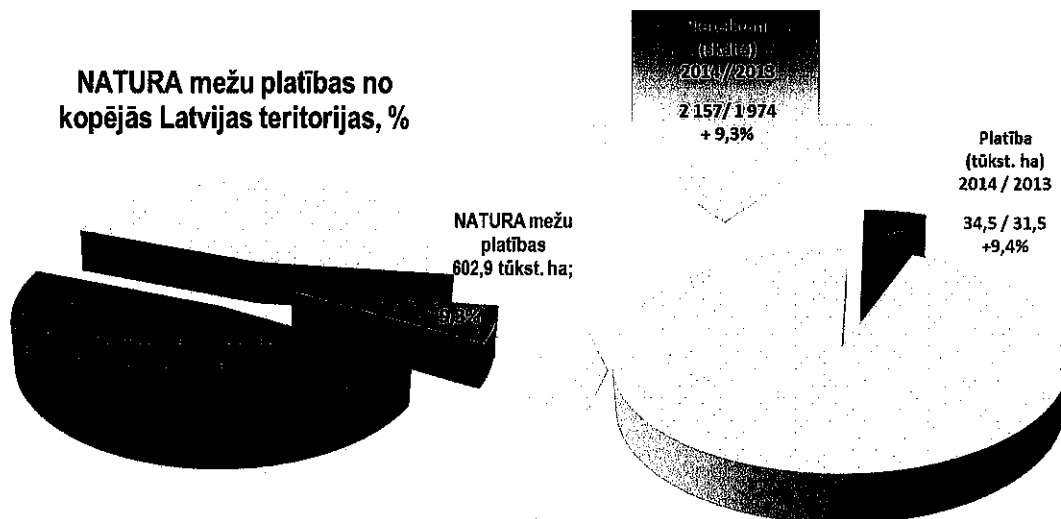 NATURA mežu platības no
kopējās Latvijas teritorijas, %
NATURA mežu
platības
602,9 tūkst. ha;
9,3%
(skaits)
2014 / 2013
2 157/ 1 974
+ 9,3%
Platība
(tūkst. ha)
2014 / 2013
34,5 / 31,5
+9,4%